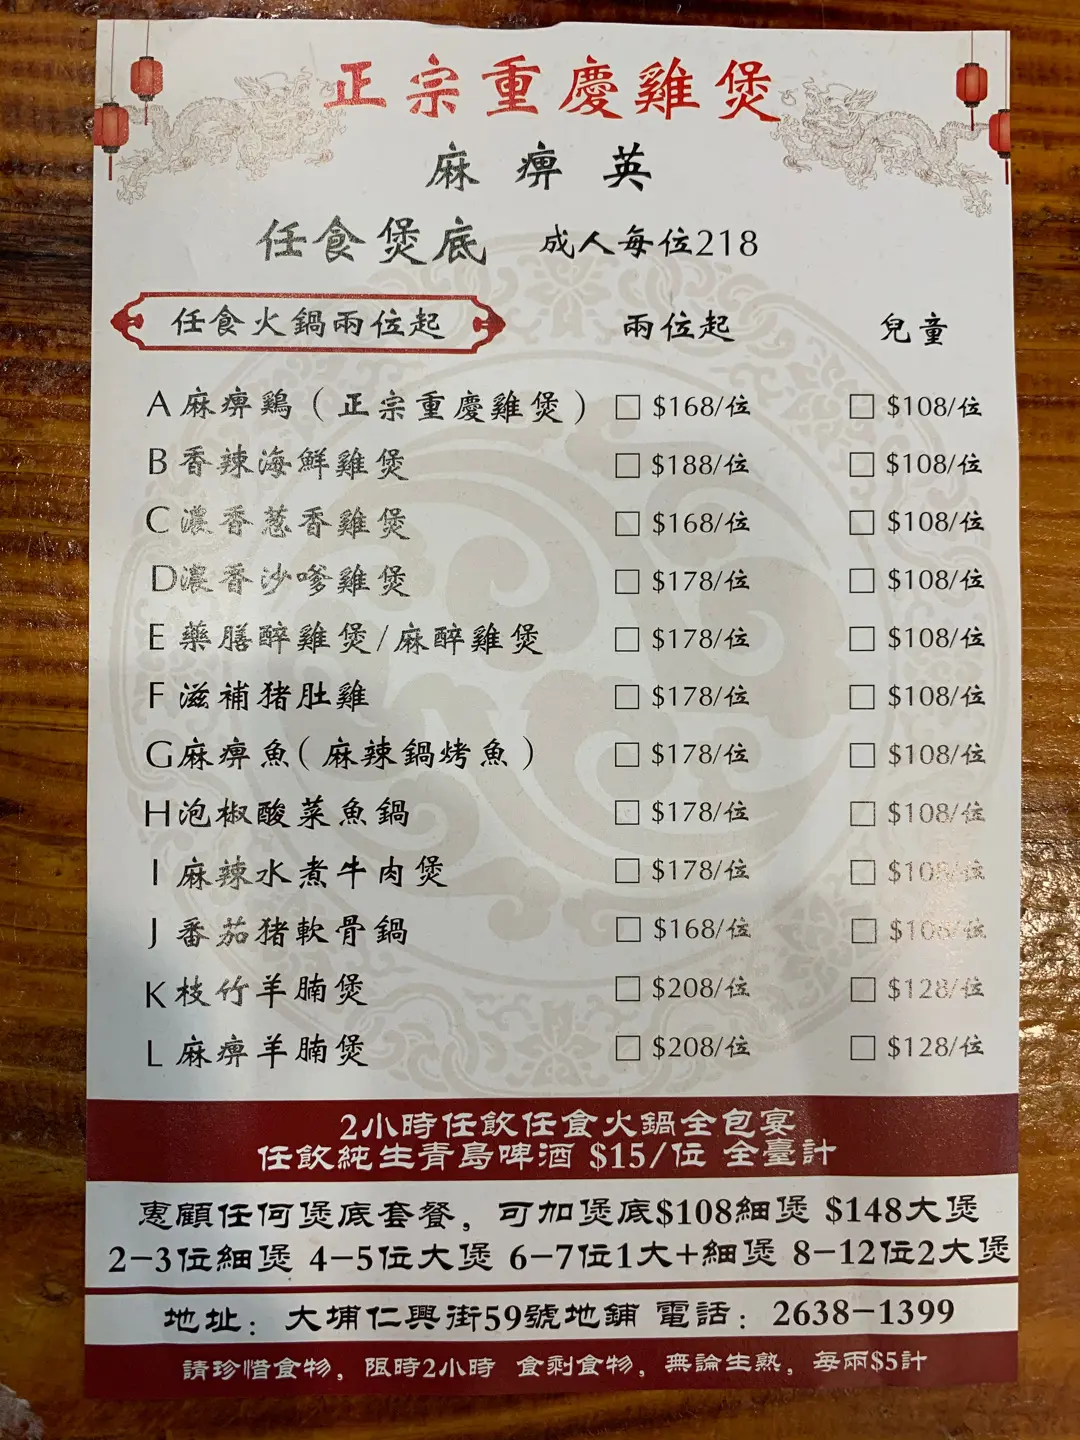 正宗重慶雞煲
麻痹英
任食煲底 成人每位218
任食火鍋兩位起 兩位起 兒童
A 麻痹鷄（正宗重慶雞煲） □ $168/位 □ $108/位
B 香辣海鮮雞煲 □ $188/位 □ $108/位
C 濃香葱香雞煲 □ $168/位 □ $108/位
D 濃香沙嗲雞煲 □ $178/位 □ $108/位
E 藥膳醉雞煲/麻醉雞煲 □ $178/位 □ $108/位
F 滋補猪肚雞 □ $178/位 □ $108/位
G 麻痹魚（麻辣鍋烤魚） □ $178/位 □ $108/位
H 泡椒酸菜魚鍋 □ $178/位 □ $108/位
I 麻辣水煮牛肉煲 □ $178/位 □ $108/位
J 番茄猪軟骨鍋 □ $168/位 □ $108/位
K 枝竹羊腩煲 □ $208/位 □ $128/位
L 麻痹羊腩煲 □ $208/位 □ $128/位
2小時任飲任食火鍋全包宴
任飲純生青島啤酒 $15/位 全臺計
惠顧任何煲底套餐，可加煲底$108細煲 $148大煲
2-3位細煲 4-5位大煲 6-7位1大+細煲 8-12位2大煲
地址：大埔仁興街59號地鋪 電話：2638-1399
請珍惜食物，限時2小時 食剩食物，無論生熟，每兩$5計